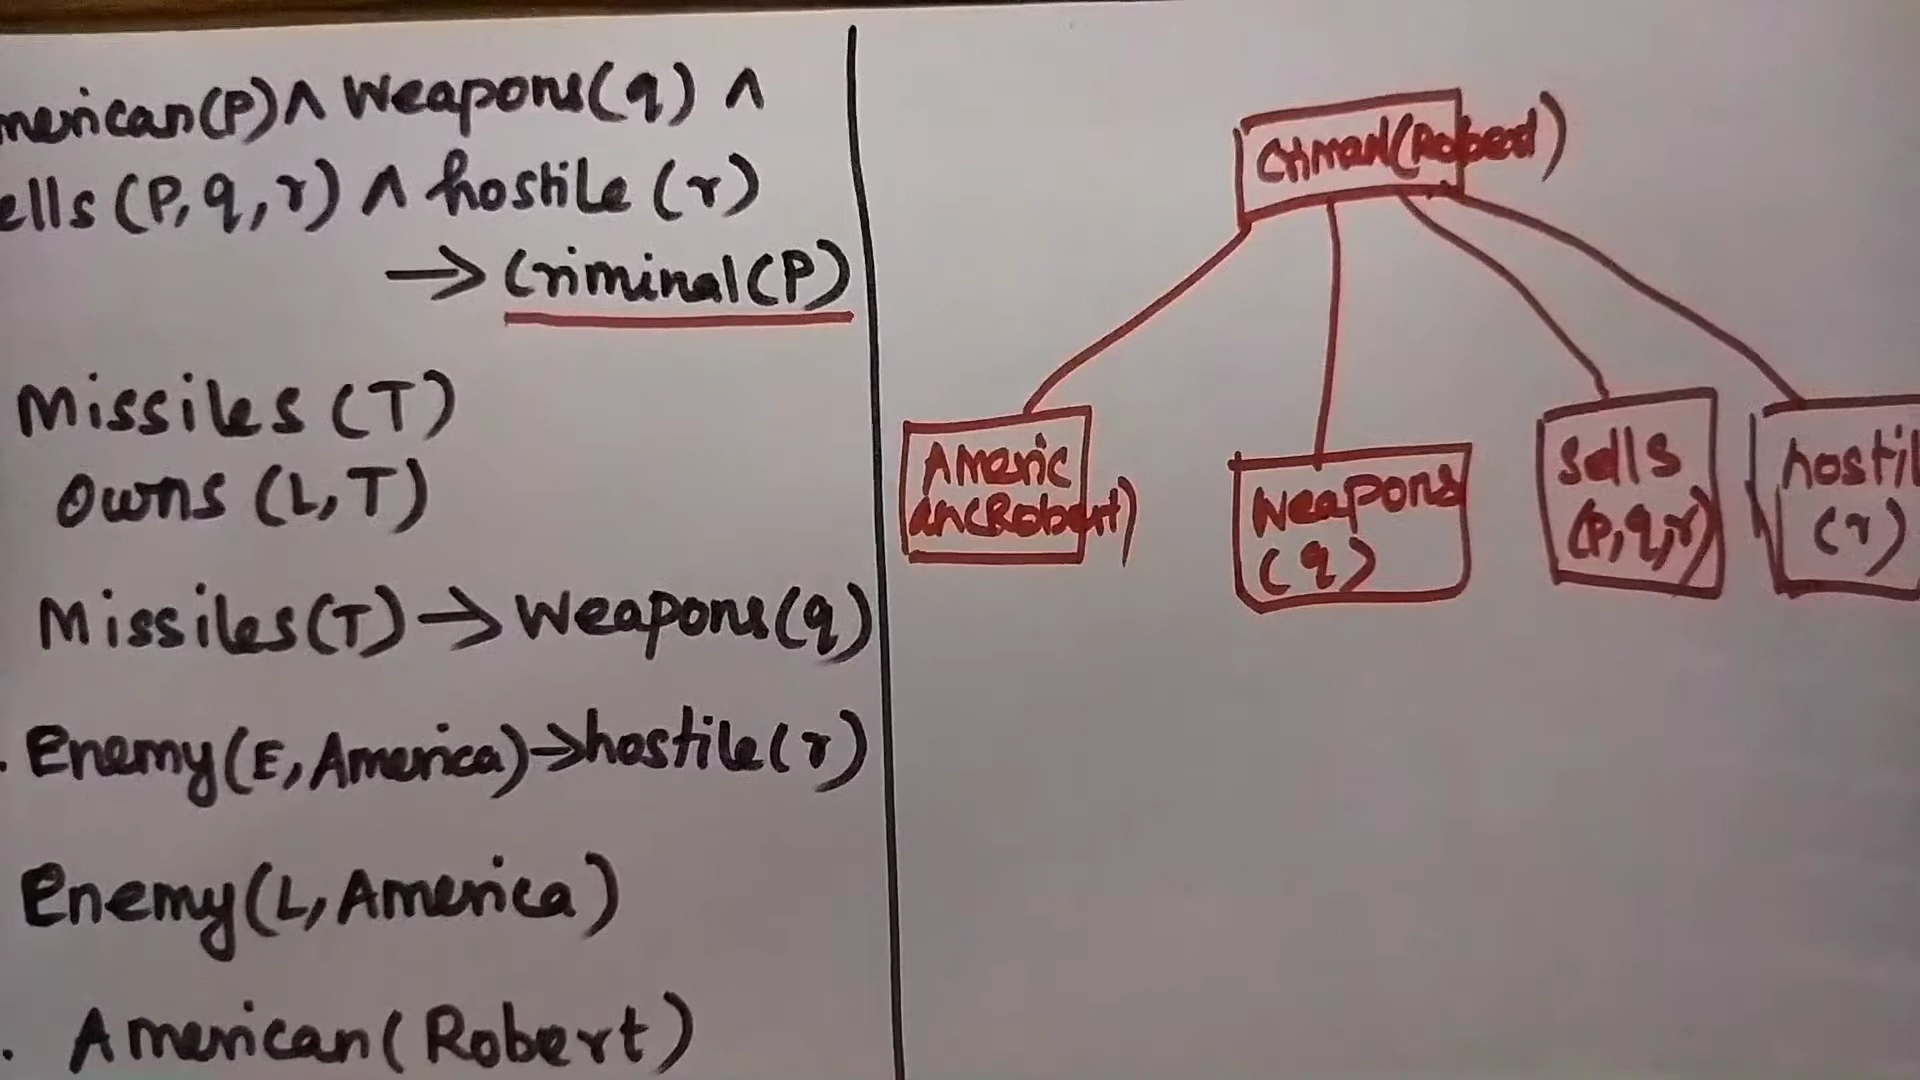 merican(P) ∧ Weapons(q) ∧
ells (P, q, r) ∧ hostile (r)
→ Criminal(P)
Missiles (T)
Owns (L, T)
Missiles(T) → Weapons(q)
. Enemy(E, America) → hostile(r)
Enemy(L, America)
. American(Robert)
(Robert)
Americ
an(Robert)
Weapons
(q)
Sells
(P, q, r)
hostil
(r)